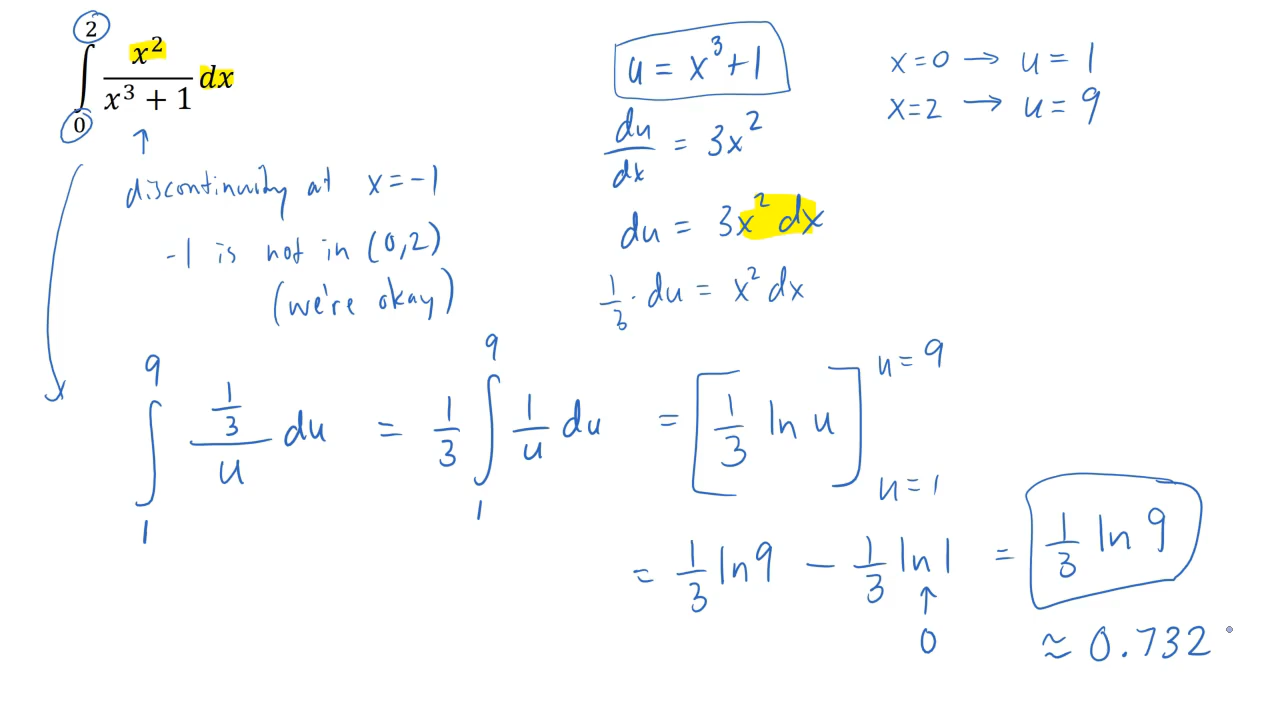 ∫₀² x²/(x³ + 1) dx
↑
discontinuity at x = -1
-1 is not in (0,2)
(we're okay)
u = x³ + 1
du/dx = 3x²
du = 3x² dx
1/3 · du = x² dx
x=0 → u = 1
x=2 → u = 9
∫₁⁹ (1/3)/u du = 1/3 ∫₁⁹ 1/u du = [1/3 ln u] u=9 u=1
= 1/3 ln 9 − 1/3 ln 1 = 1/3 ln 9
↑
0
≈ 0.732